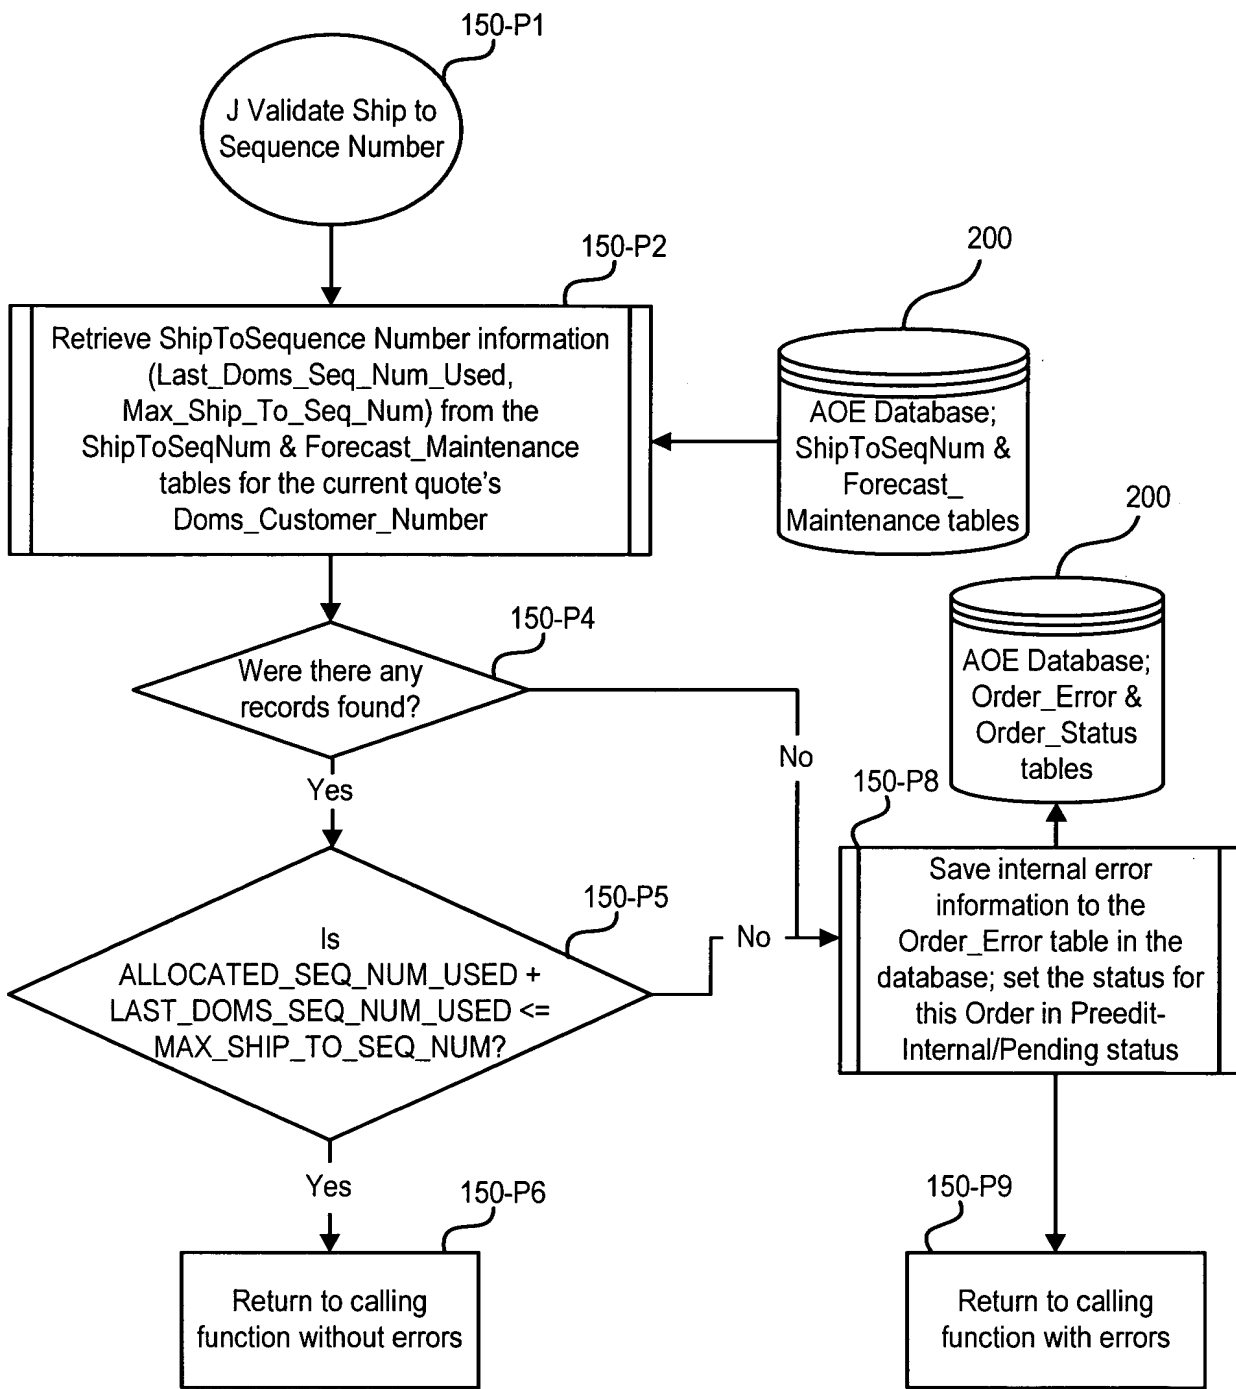 150-P1
J Validate Ship to
Sequence Number
150-P2
200
Retrieve ShipToSequence Number information
(Last_Doms_Seq_Num_Used,
Max_Ship_To_Seq_Num) from the
ShipToSeqNum & Forecast_Maintenance
tables for the current quote's
Doms_Customer_Number
AOE Database;
ShipToSeqNum &
Forecast_
Maintenance tables
200
150-P4
Were there any
records found?
AOE Database;
Order_Error &
Order_Status
tables
No
Yes
150-P8
150-P5
Is
ALLOCATED_SEQ_NUM_USED +
LAST_DOMS_SEQ_NUM_USED <=
MAX_SHIP_TO_SEQ_NUM?
No
Save internal error
information to the
Order_Error table in the
database; set the status for
this Order in Preedit-
Internal/Pending status
Yes
150-P6
150-P9
Return to calling
function without errors
Return to calling
function with errors